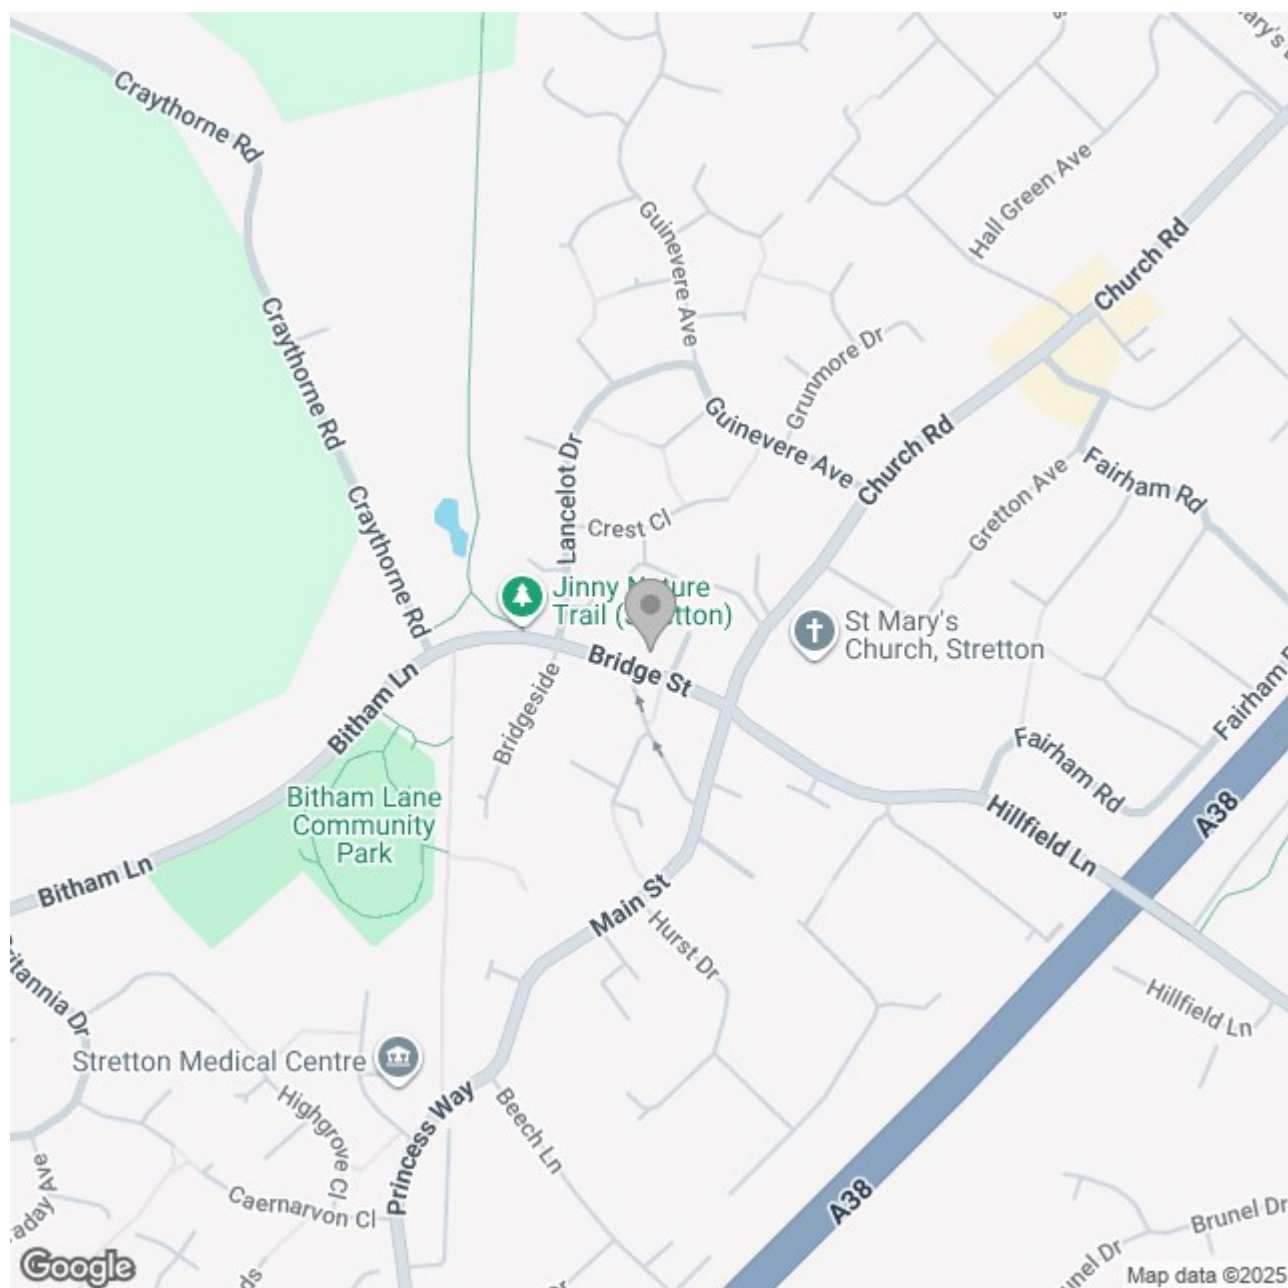 Craythorne Rd
Guinevere Ave
Hall Green Ave
Church Rd
Craythorne Rd
Grunmore Dr
Guinevere Ave
Church Rd
Lancelot Dr
Craythorne Rd
Crest Cl
Gretton Ave
Fairham Rd
Jinny Nature
Trail (Stretton)
St Mary's
Church, Stretton
Bridge St
Bitham Ln
Bridgeside
Fairham Rd
Bitham Lane
Community
Park
Hillfield Ln
A38
Bitham Ln
Main St
Hurst Dr
Hillfield Ln
Stretton Medical Centre
Highgrove Cl
Princess Way
Beech Ln
Caernarvon Cl
A38
Brunel Dr
Google
Map data ©2025